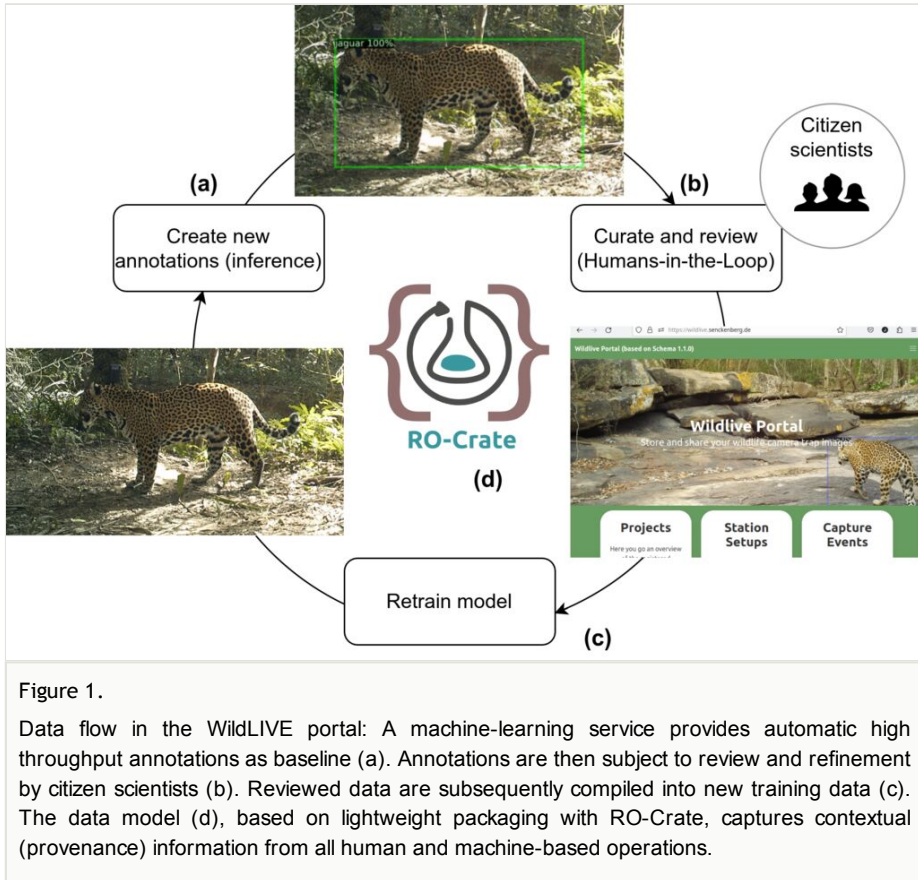 jaguar 100%
Citizen
scientists
(a)
(b)
Create new
annotations (inference)
Curate and review
(Humans-in-the-Loop)
https://wildlive.senckenberg.de
Wildlive Portal (based on Schema 1.1.0)
Wildlive Portal
Store and share your wildlife camera trap images
RO-Crate
(d)
Projects
Station
Setups
Capture
Events
Here you go an overview
Retrain model
(c)
Figure 1.
Data flow in the WildLIVE portal: A machine-learning service provides automatic high
throughput annotations as baseline (a). Annotations are then subject to review and refinement
by citizen scientists (b). Reviewed data are subsequently compiled into new training data (c).
The data model (d), based on lightweight packaging with RO-Crate, captures contextual
(provenance) information from all human and machine-based operations.